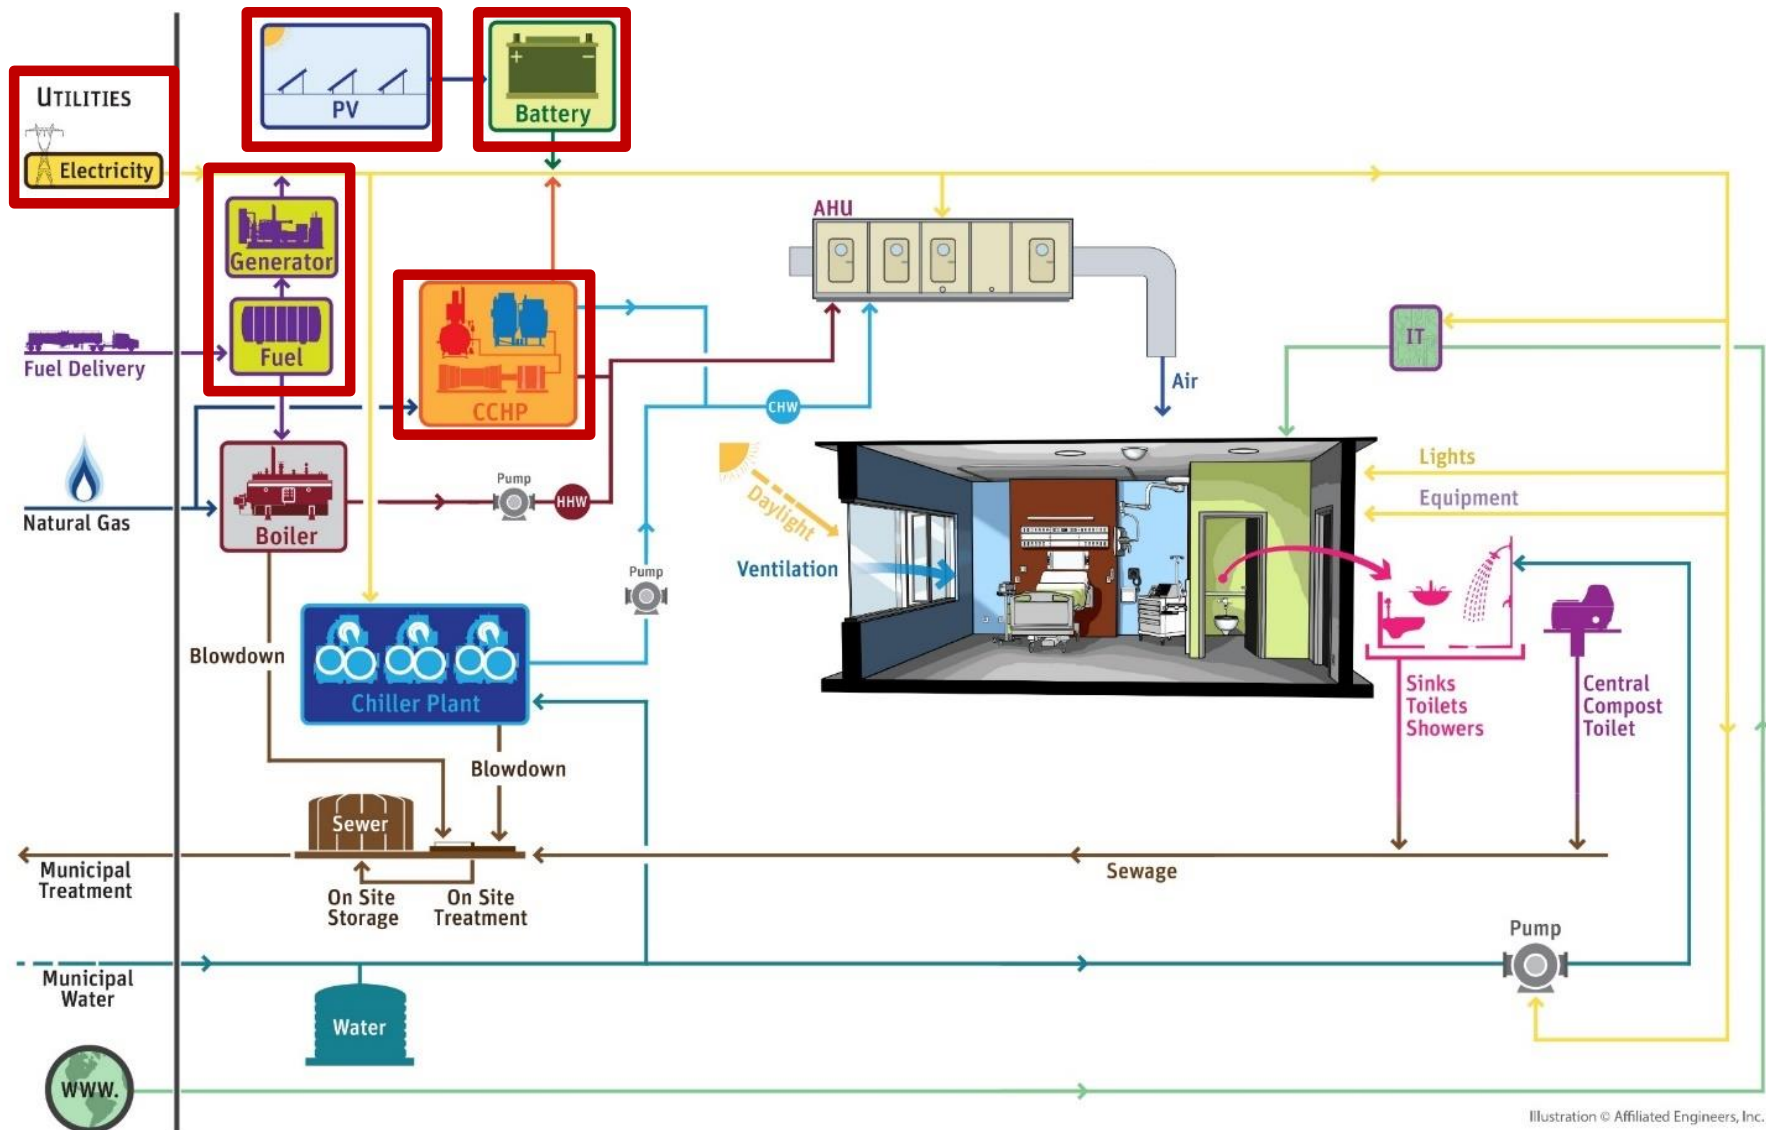 UTILITIES
Electricity
PV
Battery
+
−
Generator
Fuel
Fuel Delivery
CCHP
AHU
IT
Air
CHW
Natural Gas
Boiler
Pump
HHW
Lights
Equipment
Daylight
Ventilation
Pump
Blowdown
Chiller Plant
Blowdown
Sinks
Toilets
Showers
Central
Compost
Toilet
Sewer
Municipal
Treatment
On Site
Storage
On Site
Treatment
Sewage
Pump
Municipal
Water
Water
WWW.
Illustration © Affiliated Engineers, Inc.